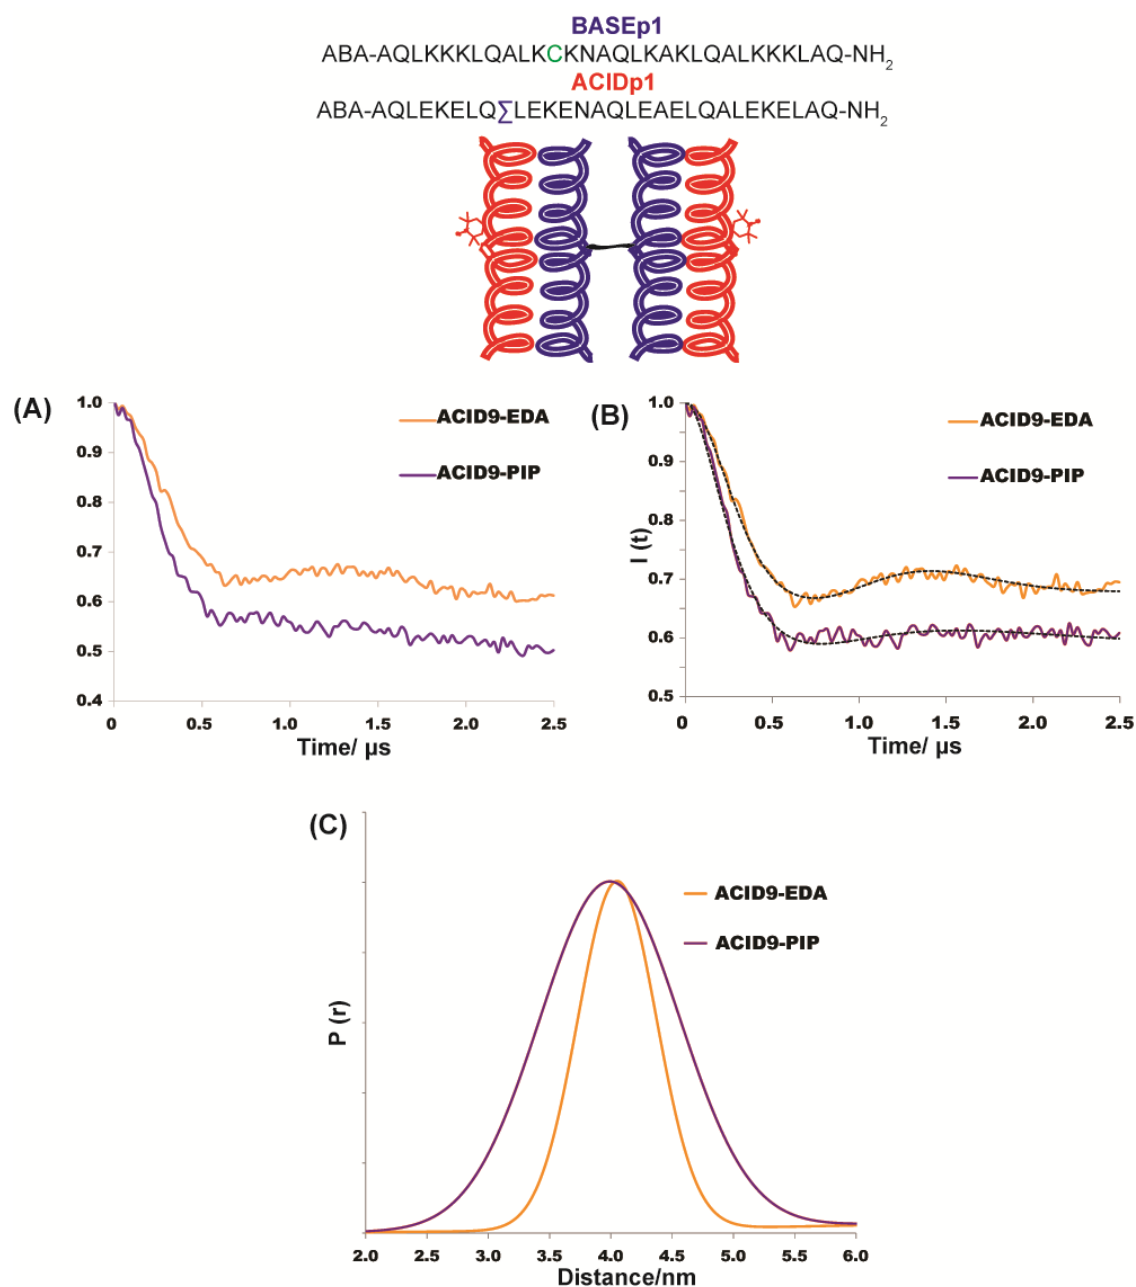 BASEp1
ABA-AQLKKKLQALKCKNAQLKAKLQALKKKLAQ-NH2
ACIDp1
ABA-AQLEKELQ∑LEKENAQLEAELQALEKELAQ-NH2
(A)
1.0
0.9
0.8
0.7
0.6
0.5
0.4
ACID9-EDA
ACID9-PIP
0 0.5 1.0 1.5 2.0 2.5
Time/ µs
(B)
1.0
0.9
0.8
0.7
0.6
0.5
I (t)
ACID9-EDA
ACID9-PIP
0 0.5 1.0 1.5 2.0 2.5
Time/ µs
(C)
P (r)
ACID9-EDA
ACID9-PIP
2.0 2.5 3.0 3.5 4.0 4.5 5.0 5.5 6.0
Distance/nm